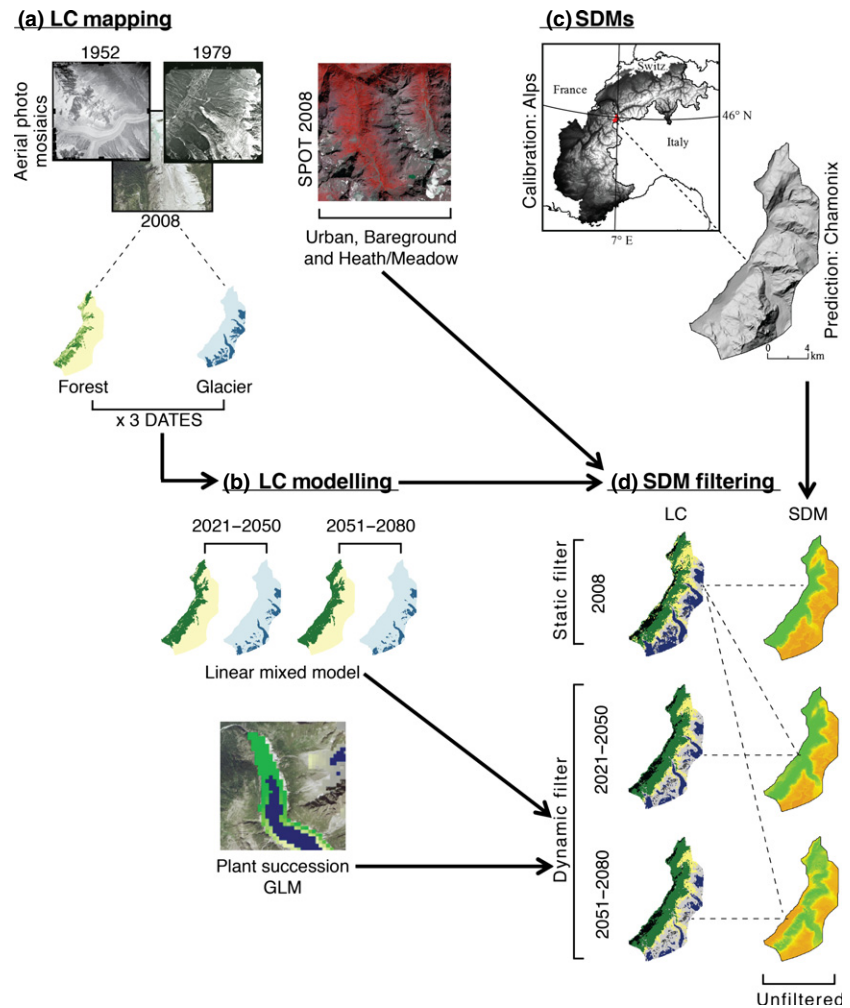 (a) LC mapping
1952
1979
Aerial photo
mosiaics
2008
Forest
Glacier
x 3 DATES
SPOT 2008
Urban, Bareground
and Heath/Meadow
(c) SDMs
Calibration: Alps
Switz.
France
Italy
46° N
7° E
Prediction: Chamonix
0 4
km
(b) LC modelling
2021–2050
2051–2080
Linear mixed model
Plant succession
GLM
(d) SDM filtering
LC
SDM
Static filter
2008
Dynamic filter
2021–2050
2051–2080
Unfiltered